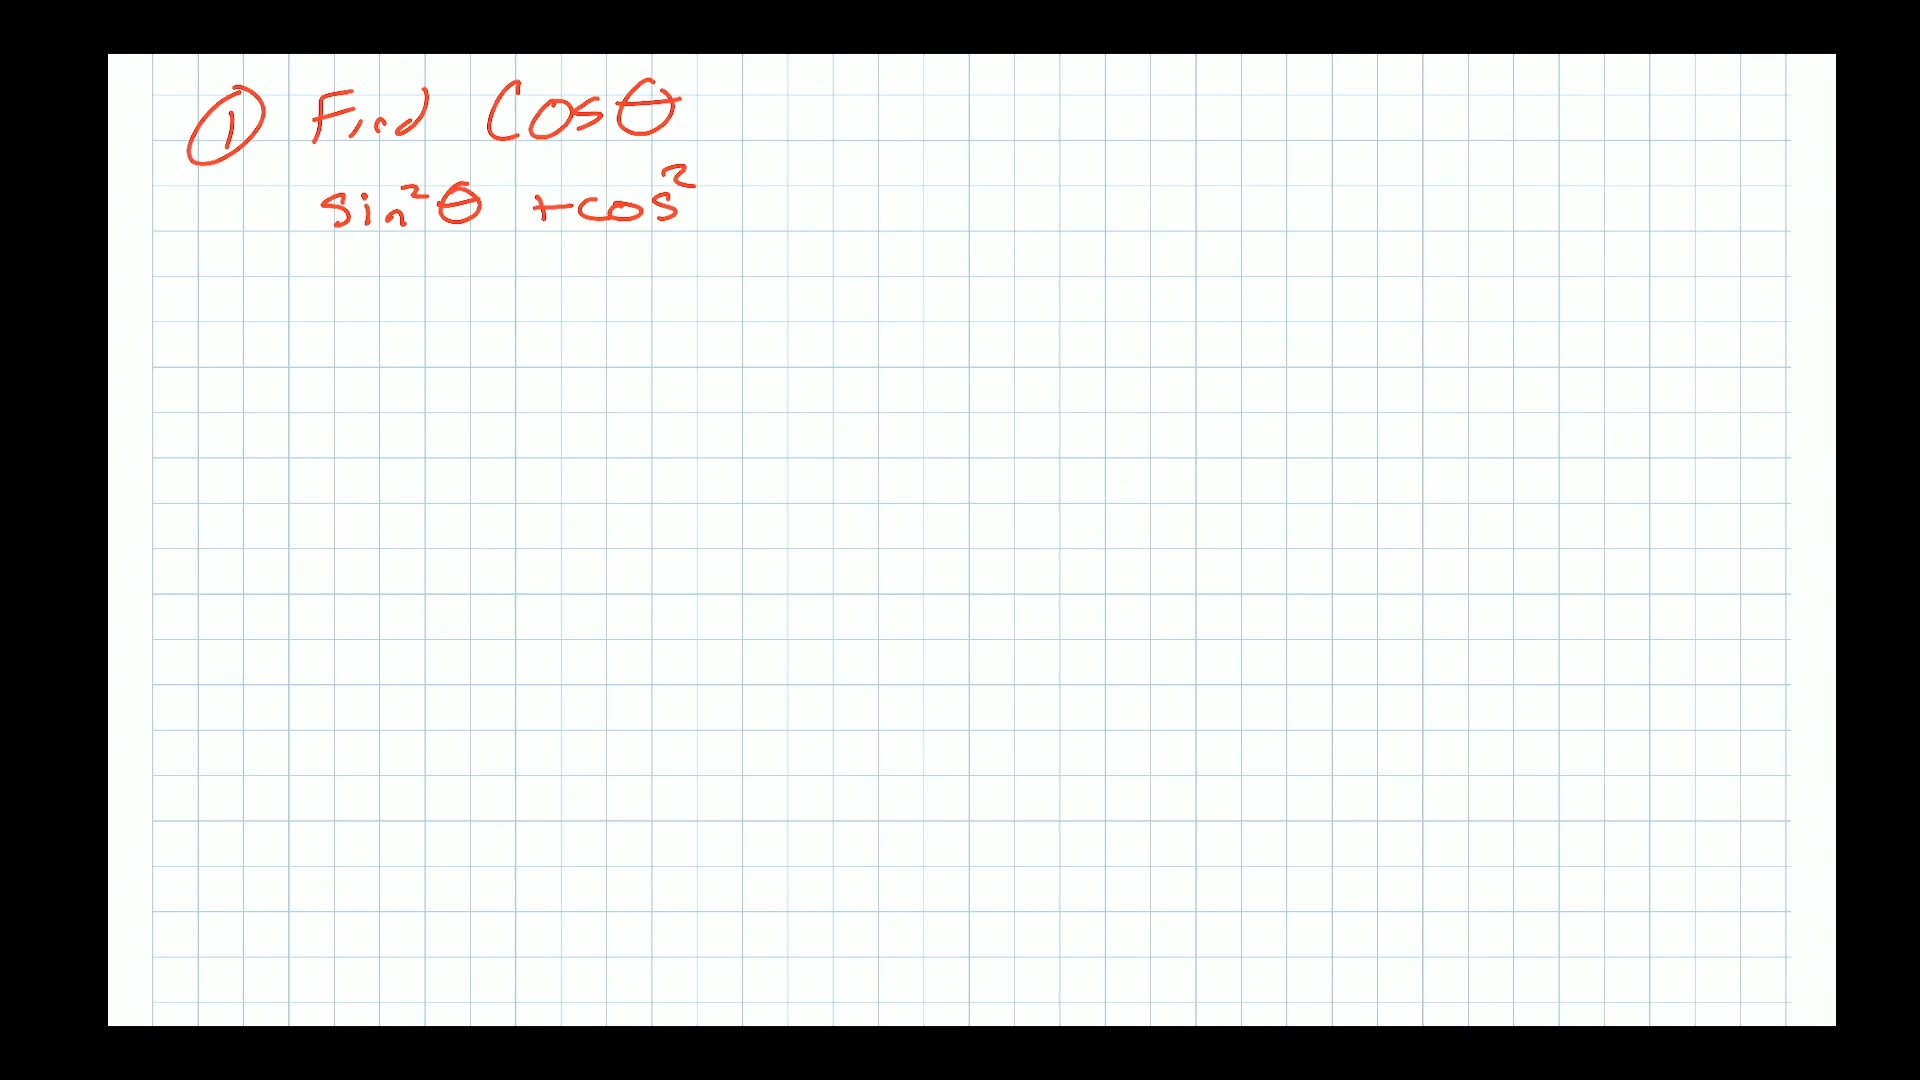 ① Find Cosθ
sin²θ + cos²